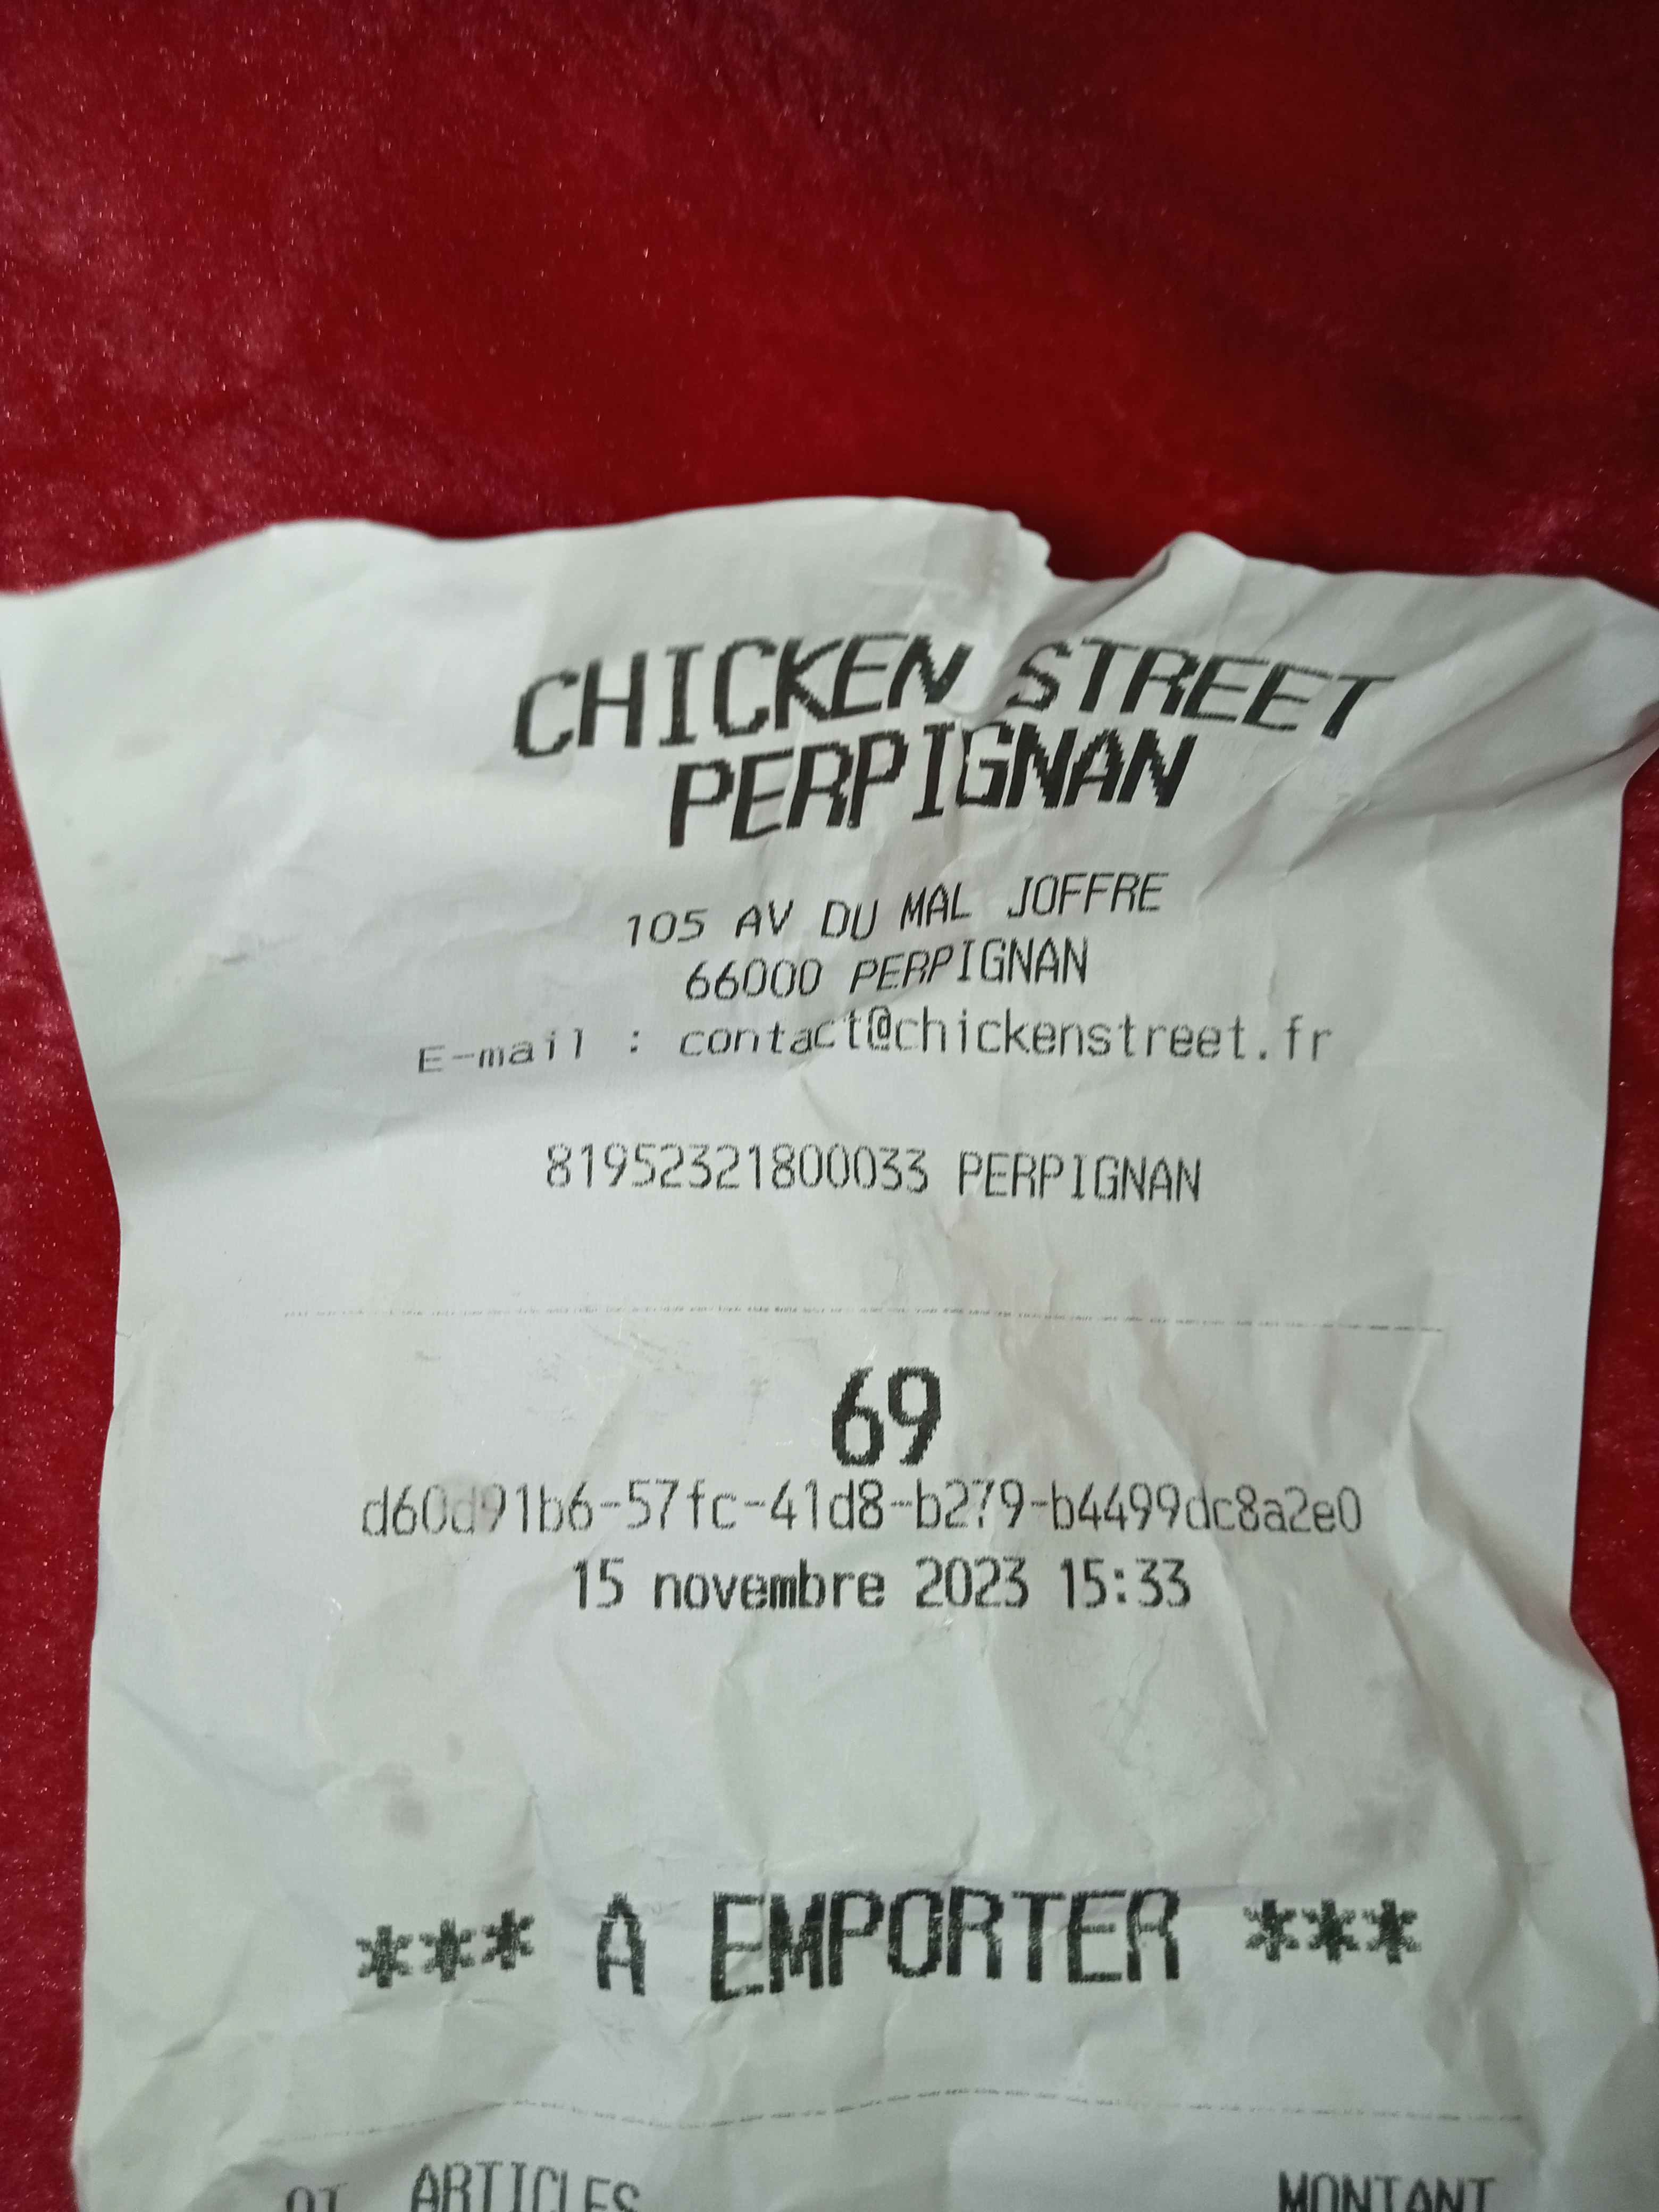 CHICKEN STREET
PERPIGNAN
105 AV DU MAL JOFFRE
66000 PERPIGNAN
E-mail : contact@chickenstreet.fr
81952321800033 PERPIGNAN
69
d60d91b6-57fc-41d8-b279-b4499dc8a2e0
15 novembre 2023 15:33
*** A EMPORTER ***
QT ARTICLES MONTANT